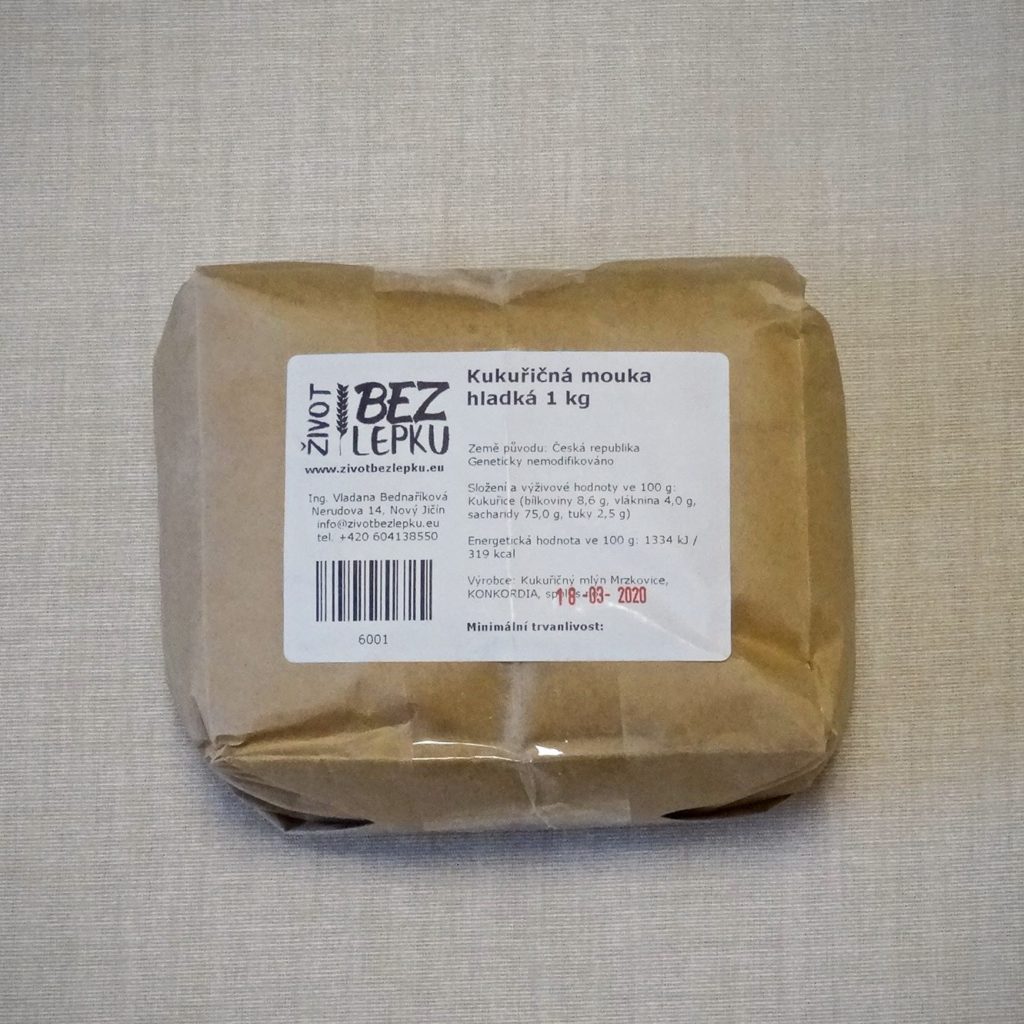 ŽIVOT
BEZ
LEPKU
www.zivotbezlepku.eu
Ing. Vladana Bednaříková
Nerudova 14, Nový Jičín
info@zivotbezlepku.eu
tel. +420 604138550
6001
Kukuřičná mouka
hladká 1 kg
Země původu: Česká republika
Geneticky nemodifikováno
Složení a výživové hodnoty ve 100 g:
Kukuřice (bílkoviny 8,6 g, vláknina 4,0 g,
sacharidy 75,0 g, tuky 2,5 g)
Energetická hodnota ve 100 g: 1334 kJ /
319 kcal
Výrobce: Kukuřičný mlýn Mrzkovice,
KONKORDIA,
18-03-2020
Minimální trvanlivost: